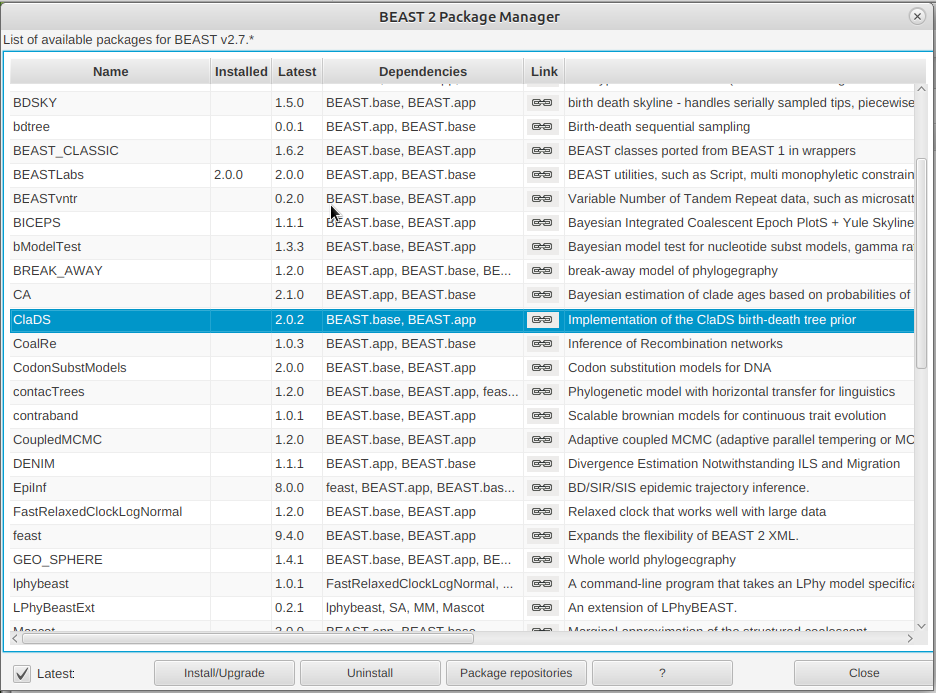 BEAST 2 Package Manager
List of available packages for BEAST v2.7.*
Name Installed Latest Dependencies Link
BDSKY 1.5.0 BEAST.base, BEAST.app birth death skyline - handles serially sampled tips, piecewise
bdtree 0.0.1 BEAST.app, BEAST.base Birth-death sequential sampling
BEAST_CLASSIC 1.6.2 BEAST.base, BEAST.app BEAST classes ported from BEAST 1 in wrappers
BEASTLabs 2.0.0 2.0.0 BEAST.app, BEAST.base BEAST utilities, such as Script, multi monophyletic constrain
BEASTvntr 0.2.0 BEAST.base, BEAST.app Variable Number of Tandem Repeat data, such as microsatt
BICEPS 1.1.1 BEAST.base, BEAST.app Bayesian Integrated Coalescent Epoch PlotS + Yule Skyline
bModelTest 1.3.3 BEAST.base, BEAST.app Bayesian model test for nucleotide subst models, gamma ra
BREAK_AWAY 1.2.0 BEAST.app, BEAST.base, BE... break-away model of phylogeography
CA 2.1.0 BEAST.app, BEAST.base Bayesian estimation of clade ages based on probabilities of
ClaDS 2.0.2 BEAST.base, BEAST.app Implementation of the ClaDS birth-death tree prior
CoalRe 1.0.3 BEAST.app, BEAST.base Inference of Recombination networks
CodonSubstModels 2.0.0 BEAST.base, BEAST.app Codon substitution models for DNA
contacTrees 1.2.0 BEAST.base, BEAST.app, feas... Phylogenetic model with horizontal transfer for linguistics
contraband 1.0.1 BEAST.base, BEAST.app Scalable brownian models for continuous trait evolution
CoupledMCMC 1.2.0 BEAST.base, BEAST.app Adaptive coupled MCMC (adaptive parallel tempering or MC
DENIM 1.1.1 BEAST.app, BEAST.base Divergence Estimation Notwithstanding ILS and Migration
EpiInf 8.0.0 feast, BEAST.app, BEAST.bas... BD/SIR/SIS epidemic trajectory inference.
FastRelaxedClockLogNormal 1.2.0 BEAST.base, BEAST.app Relaxed clock that works well with large data
feast 9.4.0 BEAST.base, BEAST.app Expands the flexibility of BEAST 2 XML.
GEO_SPHERE 1.4.1 BEAST.base, BEAST.app, BE... Whole world phylogeography
lphybeast 1.0.1 FastRelaxedClockLogNormal, ... A command-line program that takes an LPhy model specifica
LPhyBeastExt 0.2.1 lphybeast, SA, MM, Mascot An extension of LPhyBEAST.
Mascot 3.0.0 BEAST.app, BEAST.base Marginal approximation of the structured coalescent
Latest: Install/Upgrade Uninstall Package repositories ? Close